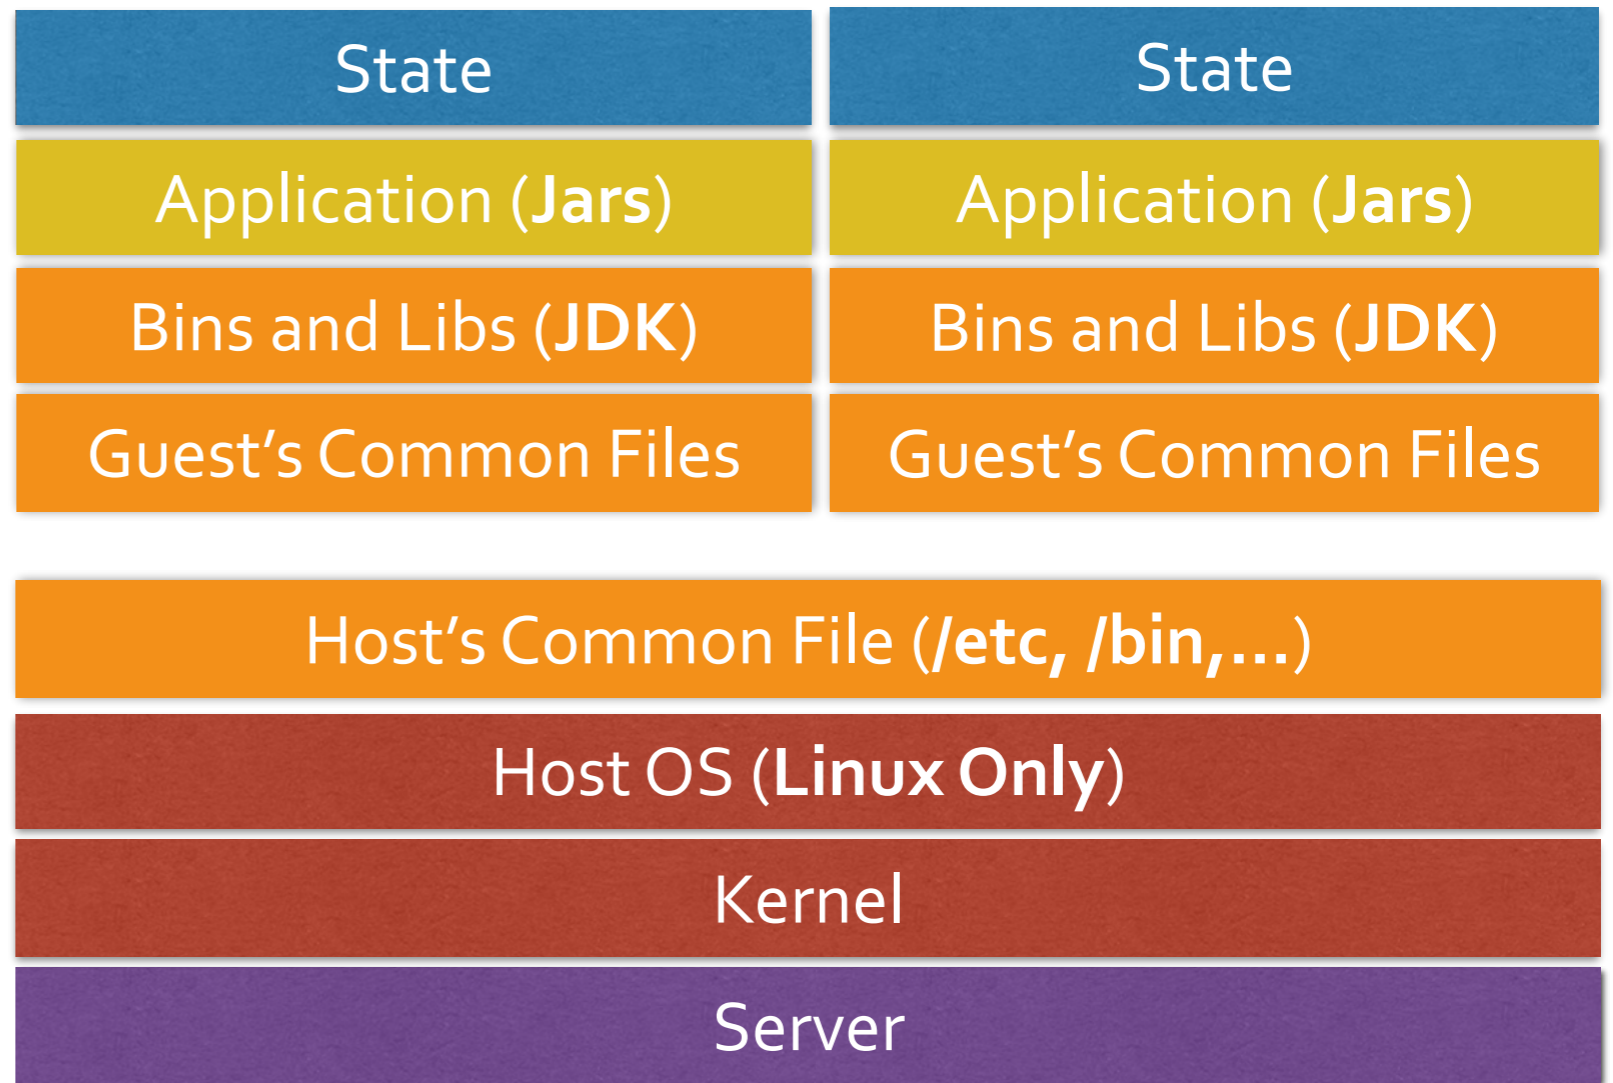 State
State
Application (Jars)
Application (Jars)
Bins and Libs (JDK)
Bins and Libs (JDK)
Guest’s Common Files
Guest’s Common Files
Host’s Common File (/etc, /bin,...)
Host OS (Linux Only)
Kernel
Server